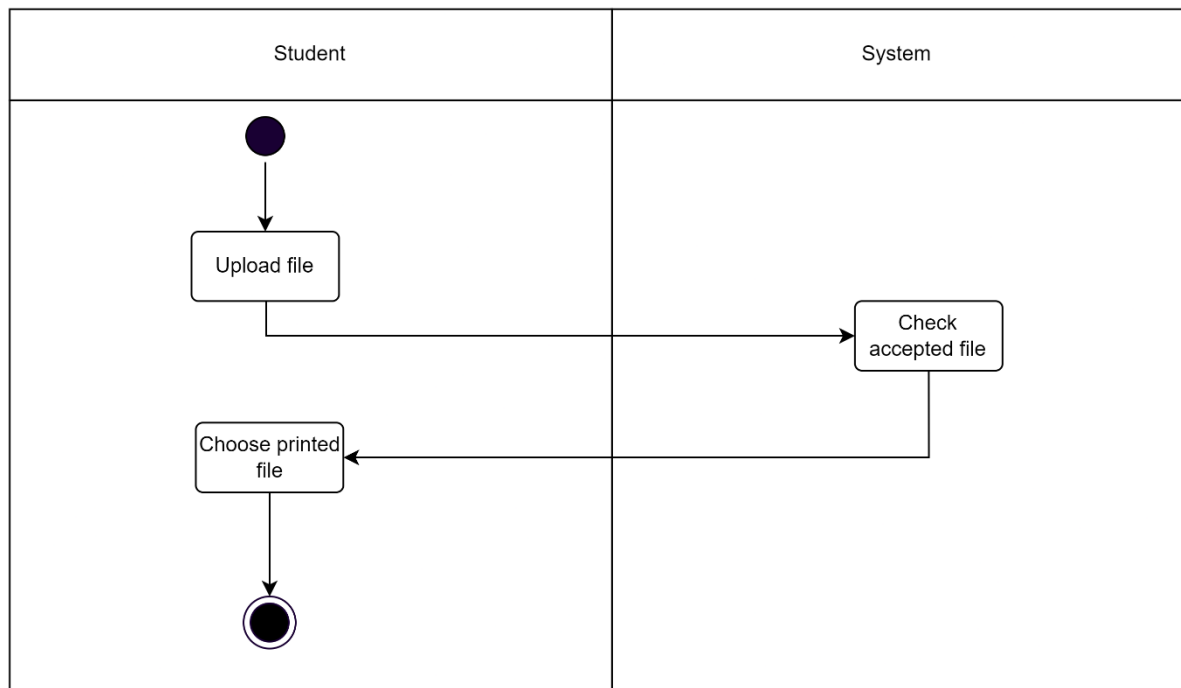 Student
System
Upload file
Check
accepted file
Choose printed
file